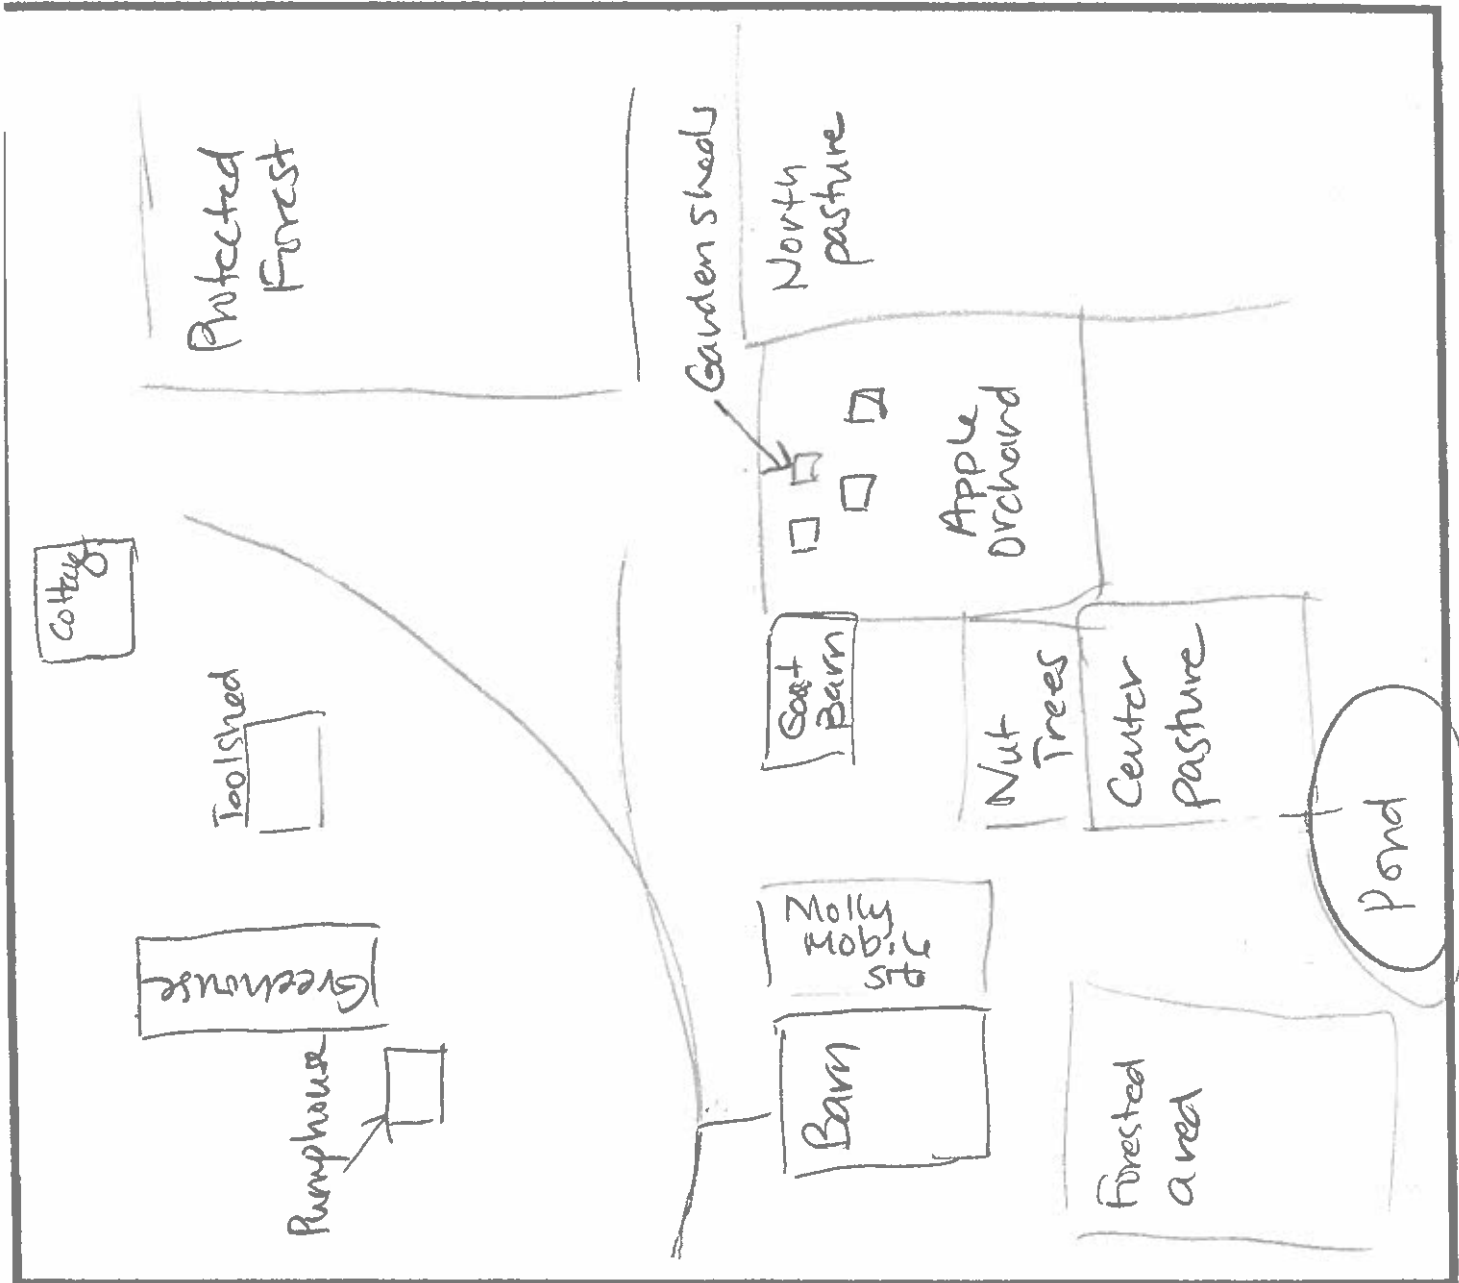 Cottage
Protected
Forest
Toolshed
Greehouse
Pumphouse
Garden sheds
North
pasture
Goat
Barn
Molly
Mobile
site
Barn
Apple
Orchard
Nut
Trees
Center
pasture
Forested
area
Pond